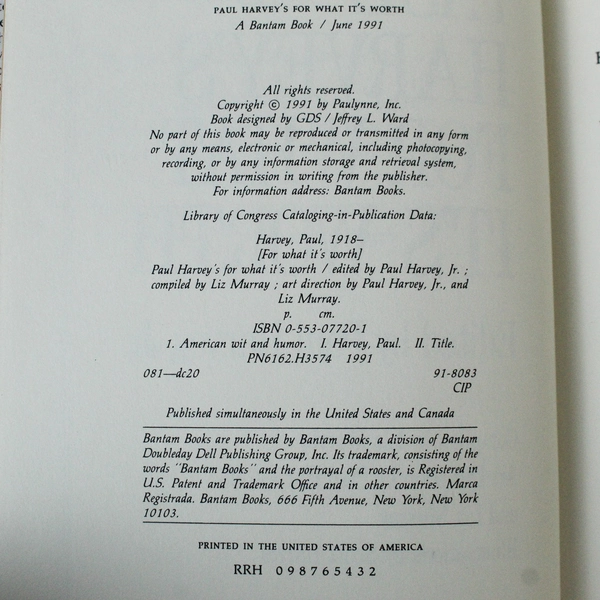 PAUL HARVEY'S FOR WHAT IT'S WORTH
A Bantam Book / June 1991
All rights reserved.
Copyright © 1991 by Paulynne, Inc.
Book designed by GDS / Jeffrey L. Ward
No part of this book may be reproduced or transmitted in any form
or by any means, electronic or mechanical, including photocopying,
recording, or by any information storage and retrieval system,
without permission in writing from the publisher.
For information address: Bantam Books.
Library of Congress Cataloging-in-Publication Data:
Harvey, Paul, 1918–
[For what it's worth]
Paul Harvey's for what it's worth / edited by Paul Harvey, Jr. ;
compiled by Liz Murray ; art direction by Paul Harvey, Jr., and
Liz Murray.
p. cm.
ISBN 0-553-07720-1
1. American wit and humor. I. Harvey, Paul. II. Title.
PN6162.H3574 1991
081—dc20 91-8083
CIP
Published simultaneously in the United States and Canada
Bantam Books are published by Bantam Books, a division of Bantam
Doubleday Dell Publishing Group, Inc. Its trademark, consisting of the
words "Bantam Books" and the portrayal of a rooster, is Registered in
U.S. Patent and Trademark Office and in other countries. Marca
Registrada. Bantam Books, 666 Fifth Avenue, New York, New York
10103.
PRINTED IN THE UNITED STATES OF AMERICA
RRH 0 9 8 7 6 5 4 3 2